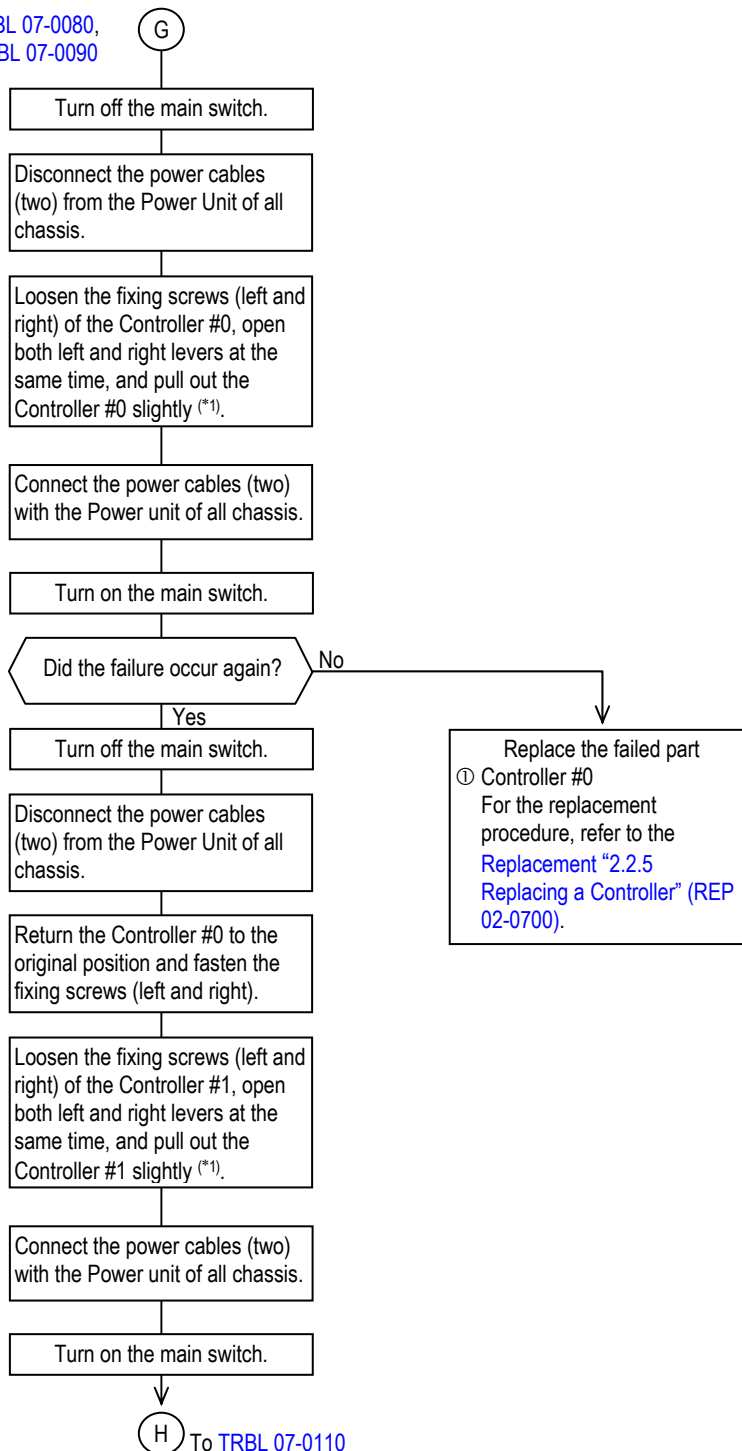 BL 07-0080,
BL 07-0090
G
Turn off the main switch.
Disconnect the power cables
(two) from the Power Unit of all
chassis.
Loosen the fixing screws (left and
right) of the Controller #0, open
both left and right levers at the
same time, and pull out the
Controller #0 slightly (*1).
Connect the power cables (two)
with the Power unit of all chassis.
Turn on the main switch.
Did the failure occur again?
No
Yes
Replace the failed part
① Controller #0
For the replacement
procedure, refer to the
Replacement “2.2.5
Replacing a Controller” (REP
02-0700).
Turn off the main switch.
Disconnect the power cables
(two) from the Power Unit of all
chassis.
Return the Controller #0 to the
original position and fasten the
fixing screws (left and right).
Loosen the fixing screws (left and
right) of the Controller #1, open
both left and right levers at the
same time, and pull out the
Controller #1 slightly (*1).
Connect the power cables (two)
with the Power unit of all chassis.
Turn on the main switch.
H
To TRBL 07-0110